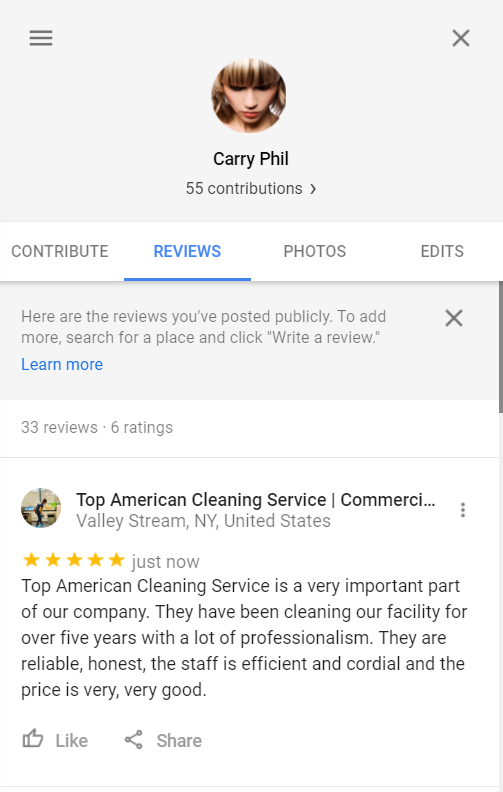 Carry Phil
55 contributions
CONTRIBUTE REVIEWS PHOTOS EDITS
Here are the reviews you've posted publicly. To add
more, search for a place and click "Write a review."
Learn more
33 reviews · 6 ratings
Top American Cleaning Service | Commerci...
Valley Stream, NY, United States
just now
Top American Cleaning Service is a very important part
of our company. They have been cleaning our facility for
over five years with a lot of professionalism. They are
reliable, honest, the staff is efficient and cordial and the
price is very, very good.
Like Share